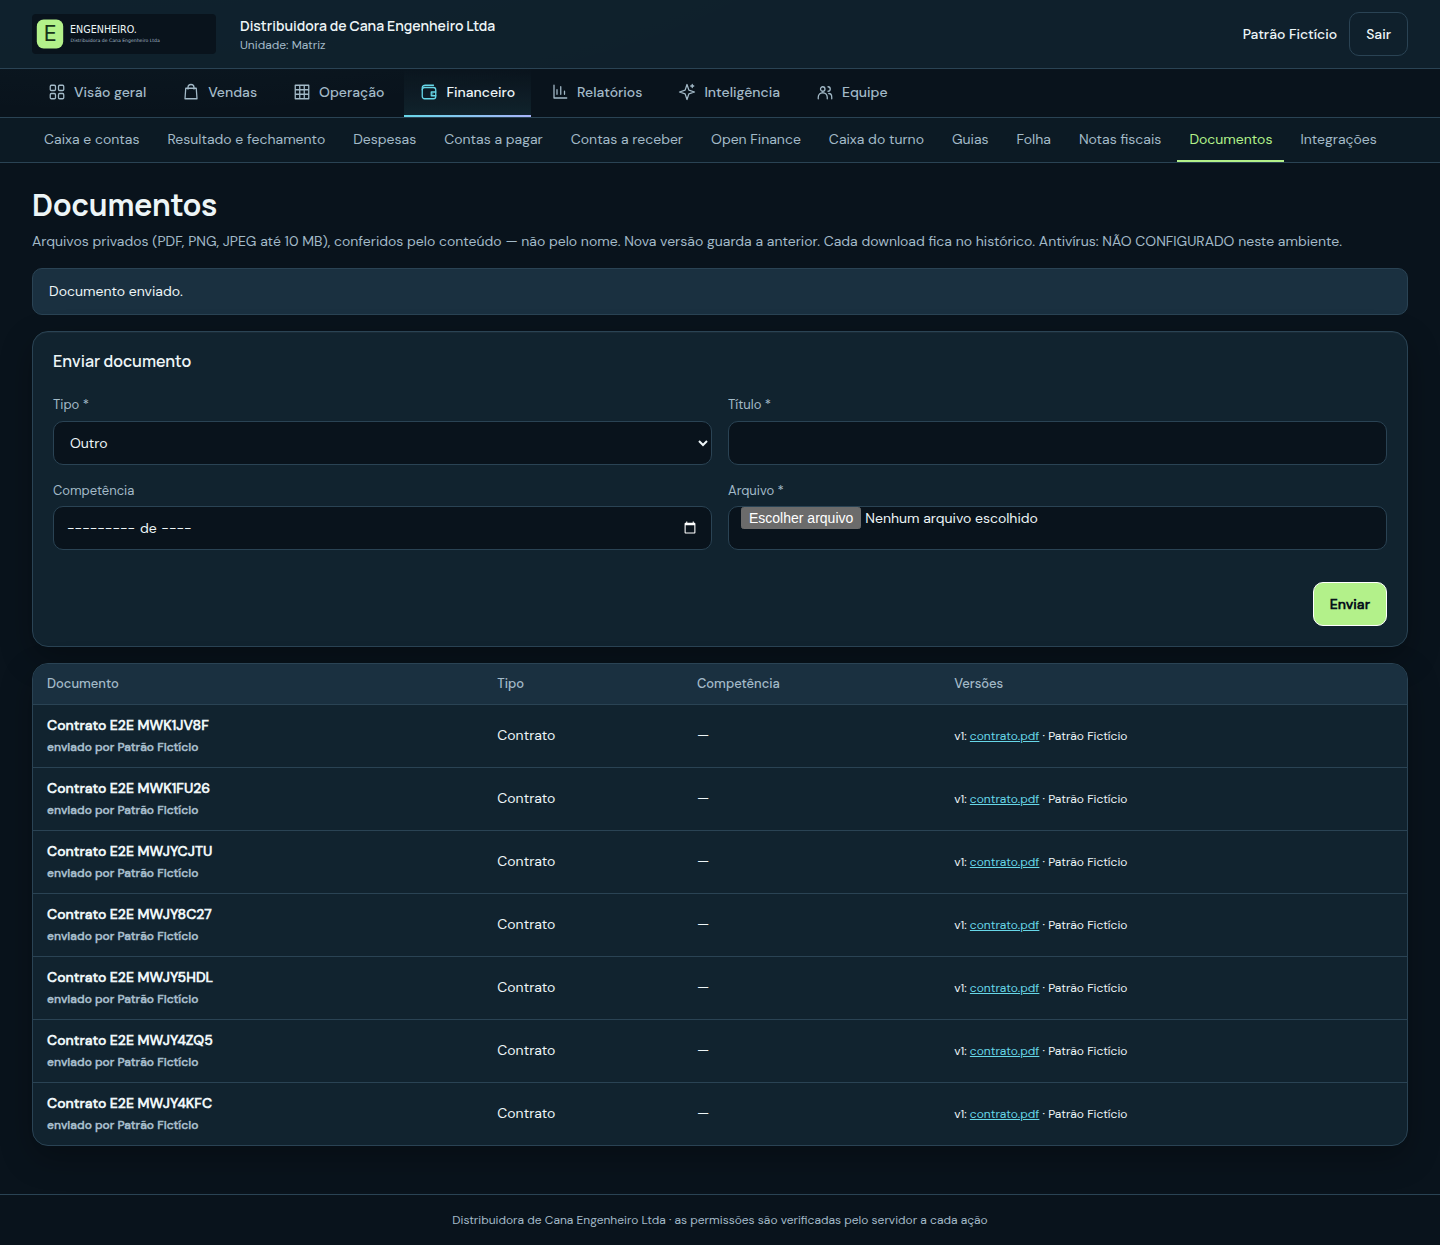 E ENGENHEIRO.
Distribuidora de Cana Engenheiro Ltda
Distribuidora de Cana Engenheiro Ltda
Unidade: Matriz
Patrão Fictício
Sair
Visão geral
Vendas
Operação
Financeiro
Relatórios
Inteligência
Equipe
Caixa e contas
Resultado e fechamento
Despesas
Contas a pagar
Contas a receber
Open Finance
Caixa do turno
Guias
Folha
Notas fiscais
Documentos
Integrações
Documentos
Arquivos privados (PDF, PNG, JPEG até 10 MB), conferidos pelo conteúdo — não pelo nome. Nova versão guarda a anterior. Cada download fica no histórico. Antivírus: NÃO CONFIGURADO neste ambiente.
Documento enviado.
Enviar documento
Tipo *
Título *
Outro
Competência
Arquivo *
--------- de ----
Escolher arquivo Nenhum arquivo escolhido
Enviar
Documento Tipo Competência Versões
Contrato E2E MWK1JV8F
enviado por Patrão Fictício
Contrato — v1: contrato.pdf · Patrão Fictício
Contrato E2E MWK1FU26
enviado por Patrão Fictício
Contrato — v1: contrato.pdf · Patrão Fictício
Contrato E2E MWJYCJTU
enviado por Patrão Fictício
Contrato — v1: contrato.pdf · Patrão Fictício
Contrato E2E MWJY8C27
enviado por Patrão Fictício
Contrato — v1: contrato.pdf · Patrão Fictício
Contrato E2E MWJY5HDL
enviado por Patrão Fictício
Contrato — v1: contrato.pdf · Patrão Fictício
Contrato E2E MWJY4ZQ5
enviado por Patrão Fictício
Contrato — v1: contrato.pdf · Patrão Fictício
Contrato E2E MWJY4KFC
enviado por Patrão Fictício
Contrato — v1: contrato.pdf · Patrão Fictício
Distribuidora de Cana Engenheiro Ltda · as permissões são verificadas pelo servidor a cada ação